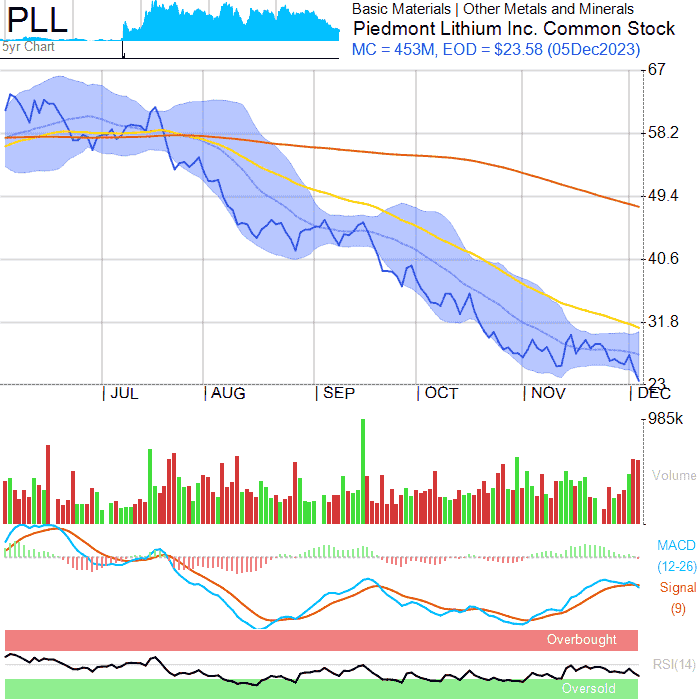 PLL
5yr Chart
Basic Materials | Other Metals and Minerals
Piedmont Lithium Inc. Common Stock
MC = 453M, EOD = $23.58 (05Dec2023)
67
58.2
49.4
40.6
31.8
23
| JUL | AUG | SEP | OCT | NOV | DEC
985k
Volume
MACD
(12-26)
Signal
(9)
Overbought
RSI(14)
Oversold